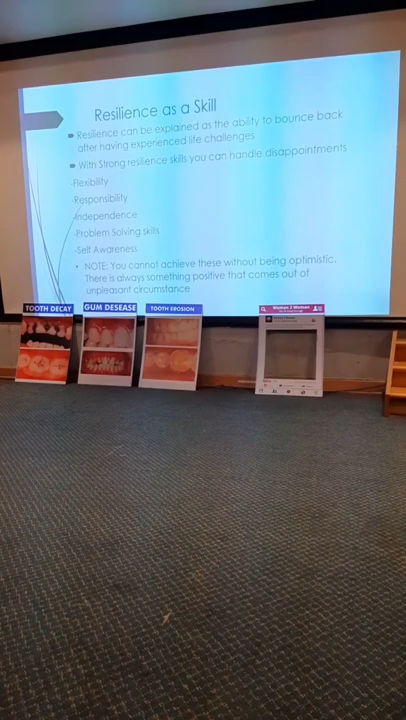 Resilience as a Skill
Resilience can be explained as the ability to bounce back
after having experienced life challenges
With Strong resilience skills you can handle disappointments
-Flexibility
-Responsibility
-Independence
-Problem Solving skills
-Self Awareness
• NOTE: You cannot achieve these without being optimistic.
There is always something positive that comes out of
unpleasant circumstance
TOOTH DECAY
GUM DESEASE
TOOTH EROSION
Woman 2 Woman